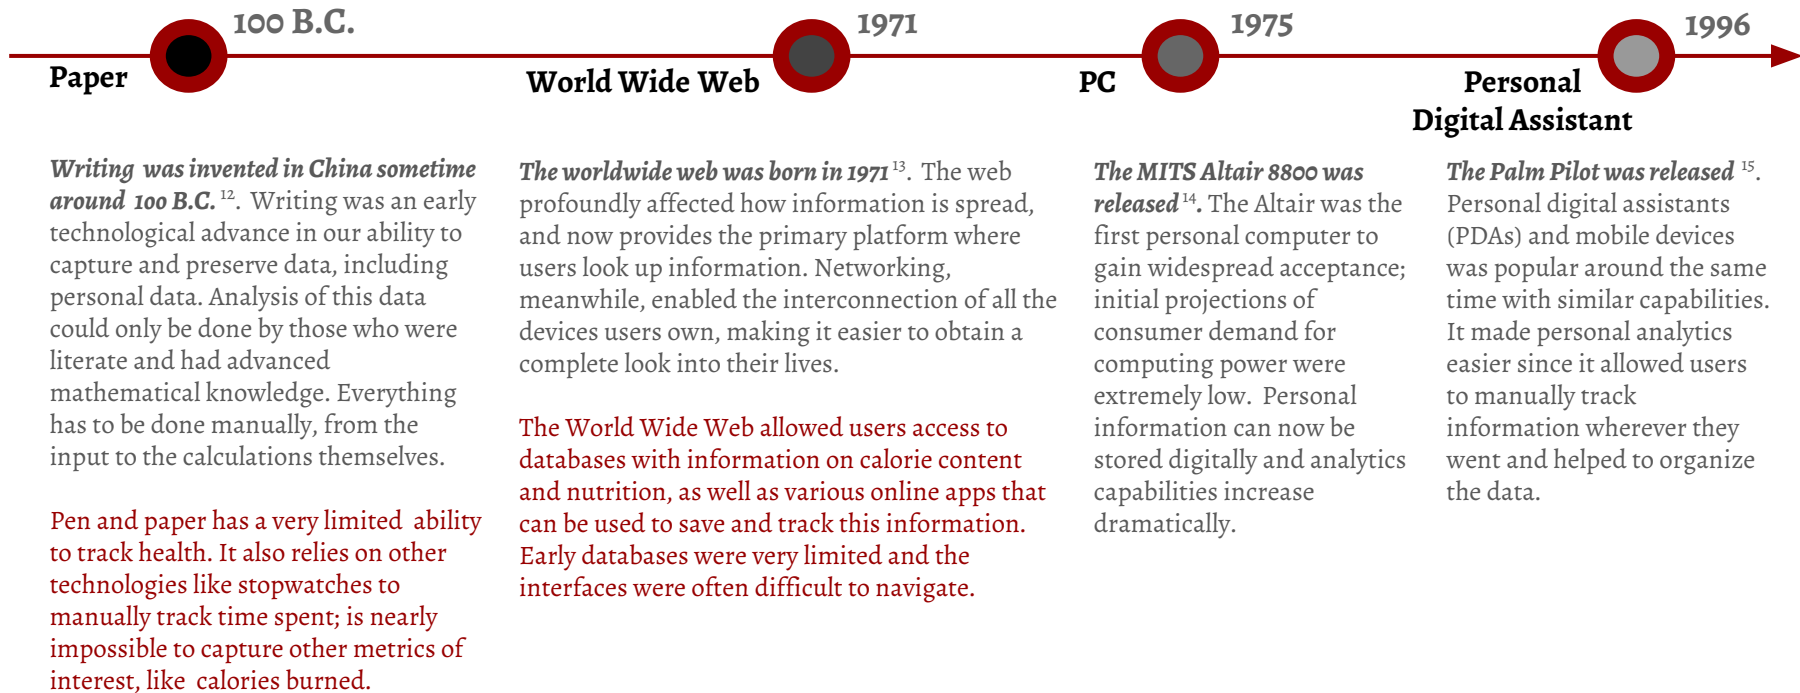 100 B.C.
Paper
Writing was invented in China sometime
around 100 B.C. 12. Writing was an early
technological advance in our ability to
capture and preserve data, including
personal data. Analysis of this data
could only be done by those who were
literate and had advanced
mathematical knowledge. Everything
has to be done manually, from the
input to the calculations themselves.
Pen and paper has a very limited ability
to track health. It also relies on other
technologies like stopwatches to
manually track time spent; is nearly
impossible to capture other metrics of
interest, like calories burned.
1971
World Wide Web
The worldwide web was born in 1971 13. The web
profoundly affected how information is spread,
and now provides the primary platform where
users look up information. Networking,
meanwhile, enabled the interconnection of all the
devices users own, making it easier to obtain a
complete look into their lives.
The World Wide Web allowed users access to
databases with information on calorie content
and nutrition, as well as various online apps that
can be used to save and track this information.
Early databases were very limited and the
interfaces were often difficult to navigate.
1975
PC
The MITS Altair 8800 was
released 14. The Altair was the
first personal computer to
gain widespread acceptance;
initial projections of
consumer demand for
computing power were
extremely low. Personal
information can now be
stored digitally and analytics
capabilities increase
dramatically.
1996
Personal
Digital Assistant
The Palm Pilot was released 15.
Personal digital assistants
(PDAs) and mobile devices
was popular around the same
time with similar capabilities.
It made personal analytics
easier since it allowed users
to manually track
information wherever they
went and helped to organize
the data.